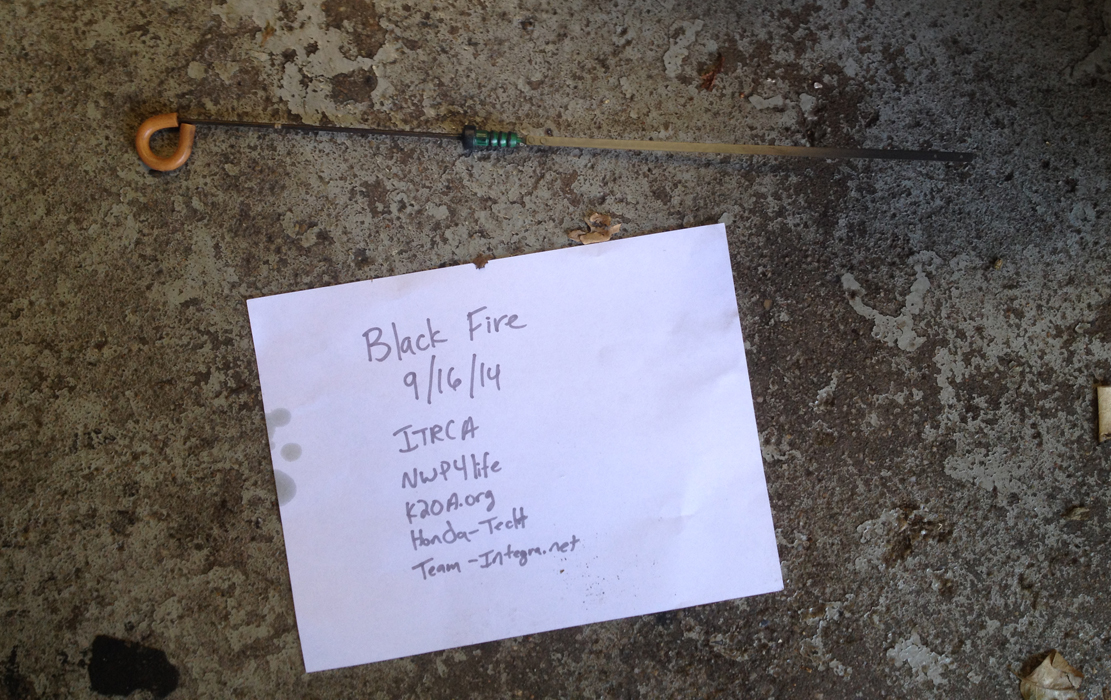 Black Fire
9/16/14
ITRCA
NWP4life
K20A.org
Honda-Tech
Team-Integra.net